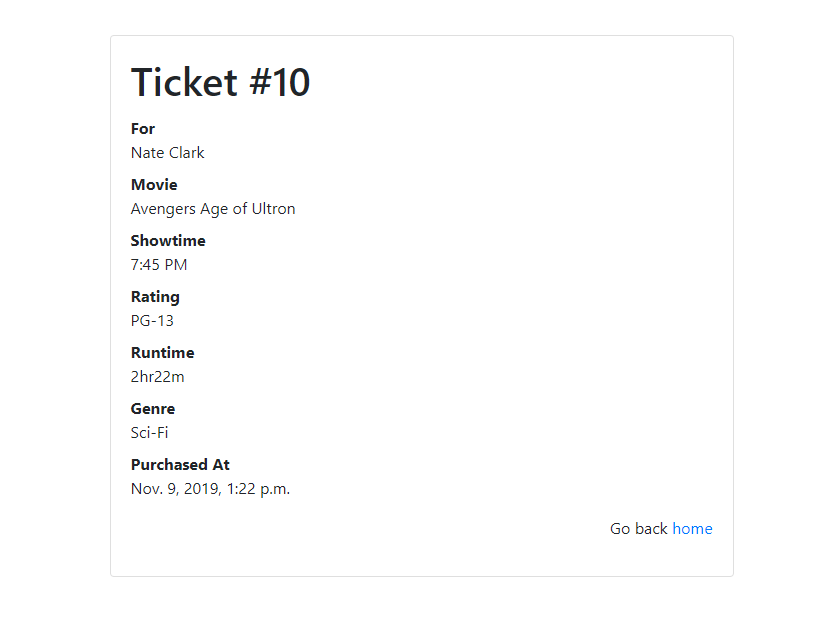 Ticket #10
For
Nate Clark
Movie
Avengers Age of Ultron
Showtime
7:45 PM
Rating
PG-13
Runtime
2hr22m
Genre
Sci-Fi
Purchased At
Nov. 9, 2019, 1:22 p.m.
Go back home